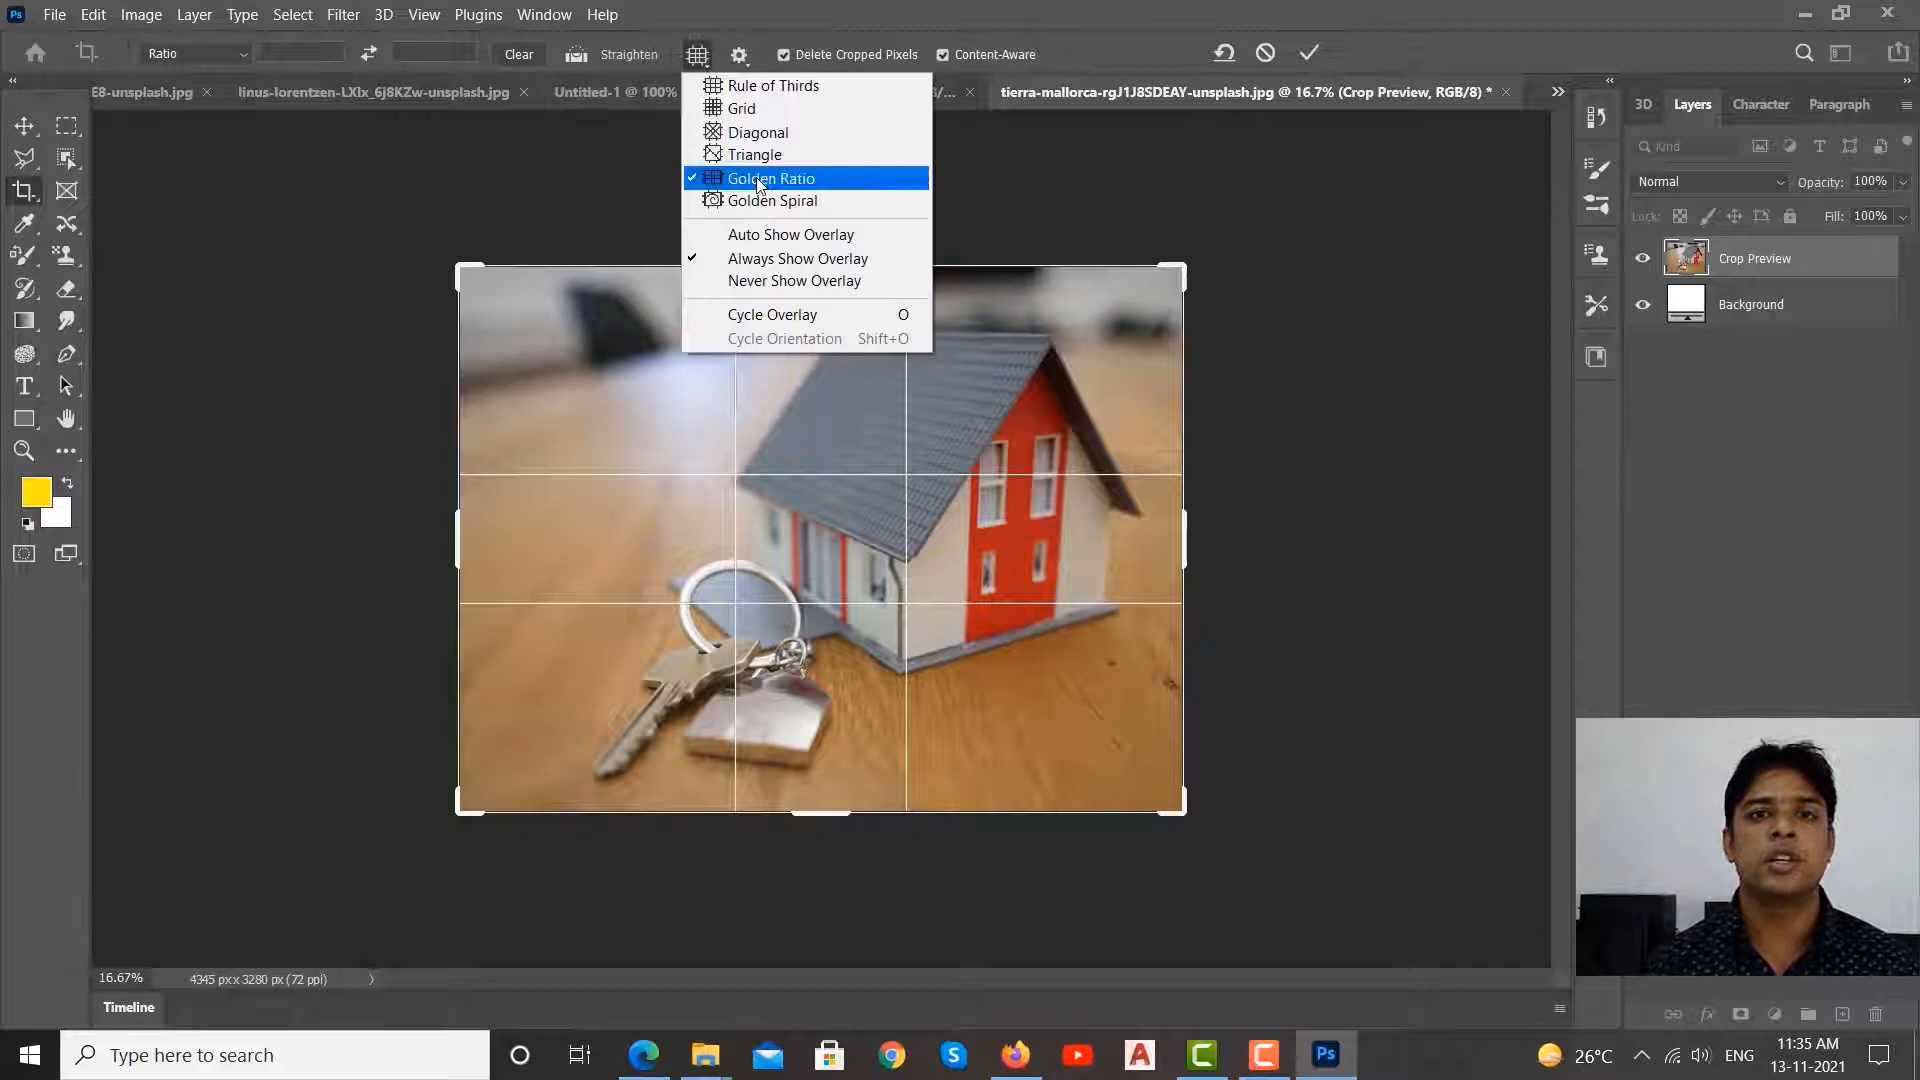 Ps File Edit Image Layer Type Select Filter 3D View Plugins Window Help
Ratio Clear Straighten Delete Cropped Pixels Content-Aware
E8-unsplash.jpg linus-lorentzen-LXlx_6j8KZw-unsplash.jpg Untitled-1 @ 100% /... tierra-mallorca-rgJ1J8SDEAY-unsplash.jpg @ 16.7% (Crop Preview, RGB/8) *
Rule of Thirds
Grid
Diagonal
Triangle
Golden Ratio
Golden Spiral
Auto Show Overlay
Always Show Overlay
Never Show Overlay
Cycle Overlay O
Cycle Orientation Shift+O
3D Layers Character Paragraph
Kind
Normal Opacity: 100%
Lock: Fill: 100%
Crop Preview
Background
16.67% 4345 px x 3280 px (72 ppi)
Timeline
Type here to search
Ps
26°C ENG 11:35 AM
13-11-2021